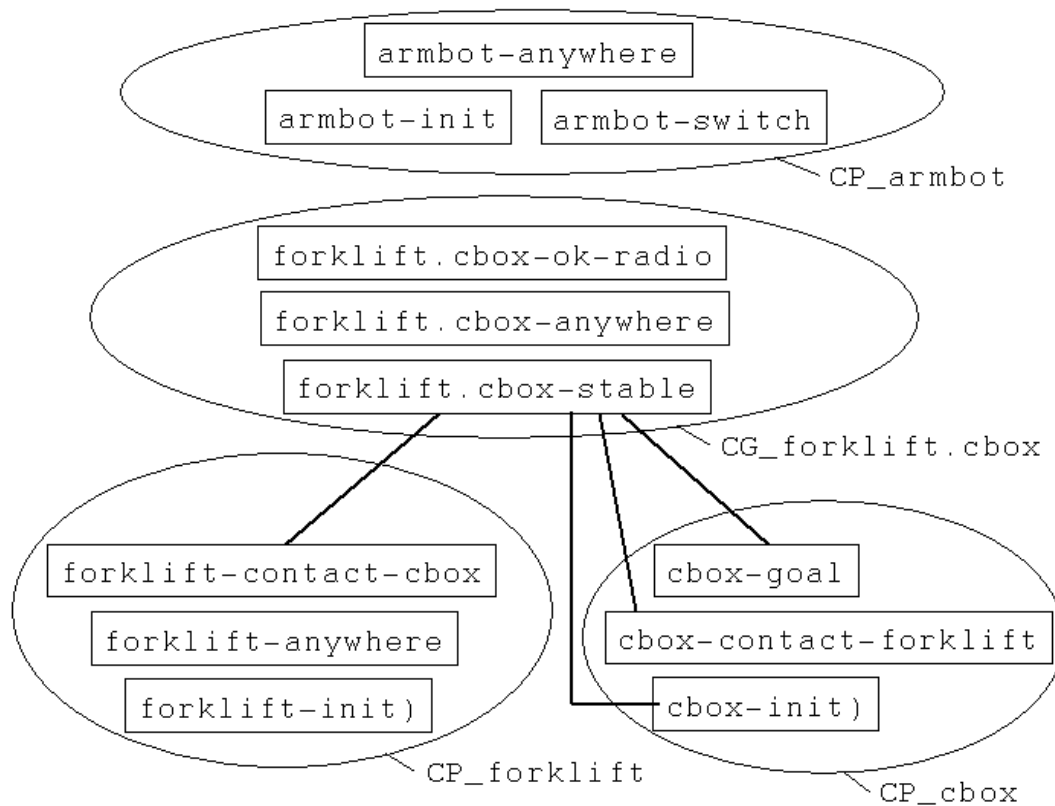 armbot-anywhere
armbot-init
armbot-switch
CP_armbot
forklift.cbox-ok-radio
forklift.cbox-anywhere
forklift.cbox-stable
CG_forklift.cbox
forklift-contact-cbox
forklift-anywhere
forklift-init)
CP_forklift
cbox-goal
cbox-contact-forklift
cbox-init)
CP_cbox